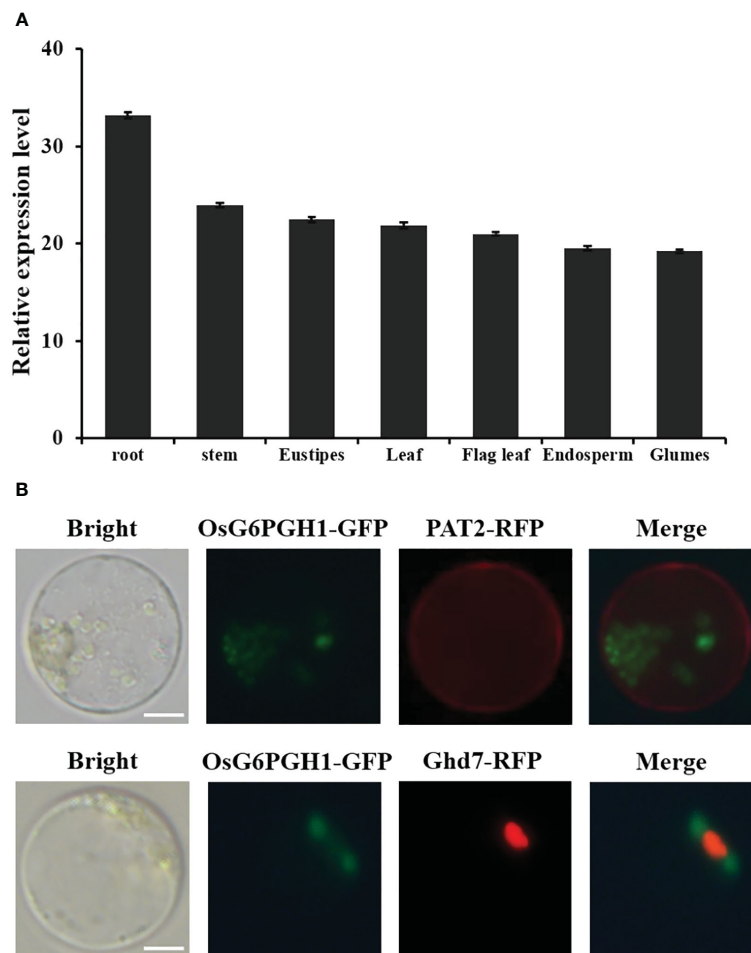 A
Relative expression level
40
30
20
10
0
root stem Eustipes Leaf Flag leaf Endosperm Glumes
B
Bright OsG6PGH1-GFP PAT2-RFP Merge
Bright OsG6PGH1-GFP Ghd7-RFP Merge